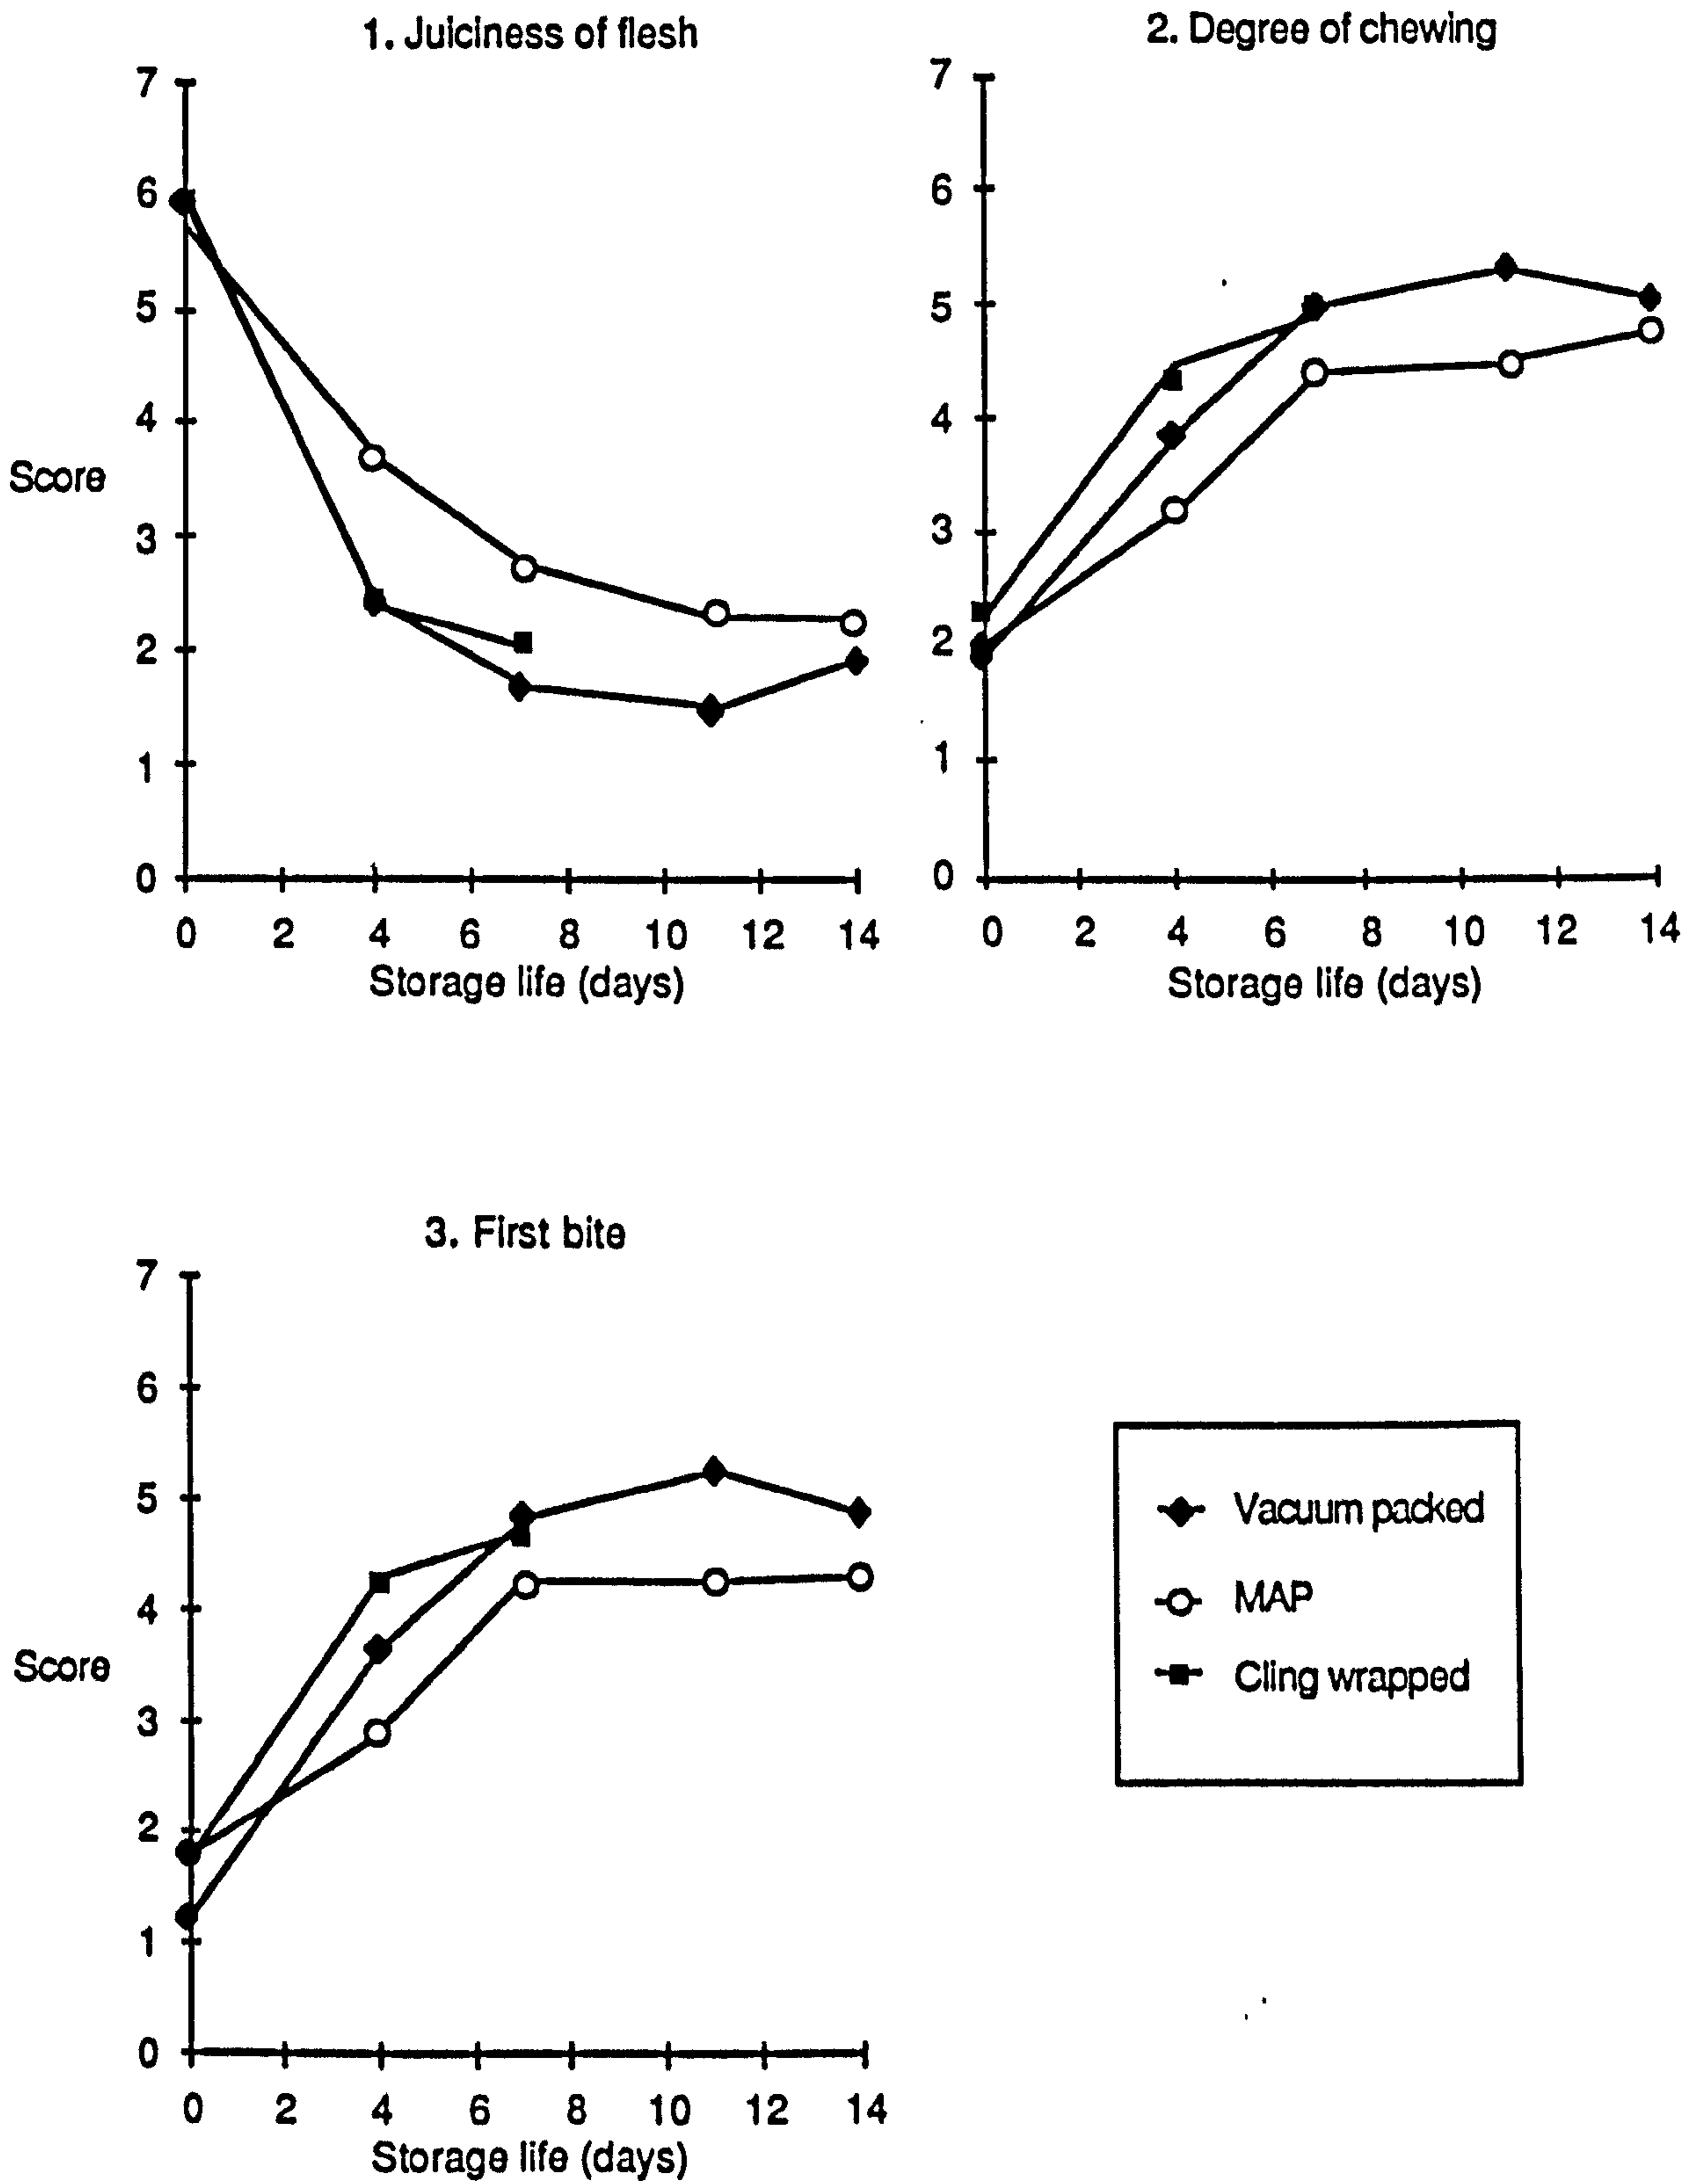 1. Juiciness of flesh
7
6
5
4
3
2
1
0
Score
0 2 4 6 8 10 12 14
Storage life (days)
2. Degree of chewing
7
6
5
4
3
2
1
0
0 2 4 6 8 10 12 14
Storage life (days)
3. First bite
7
6
5
4
3
2
1
0
Score
0 2 4 6 8 10 12 14
Storage life (days)
Vacuum packed
MAP
Cling wrapped